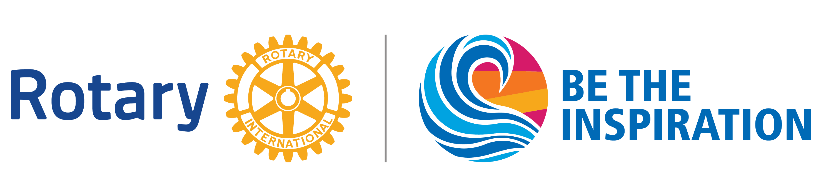 Rotary
ROTARY
INTERNATIONAL
BE THE
INSPIRATION